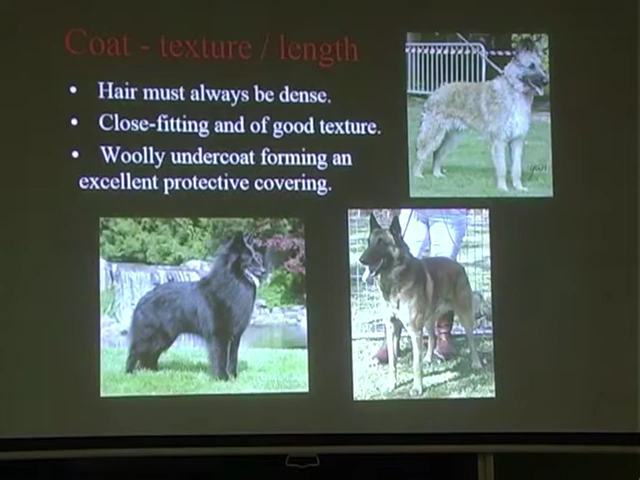 Coat - texture / length
• Hair must always be dense.
• Close-fitting and of good texture.
• Woolly undercoat forming an
excellent protective covering.